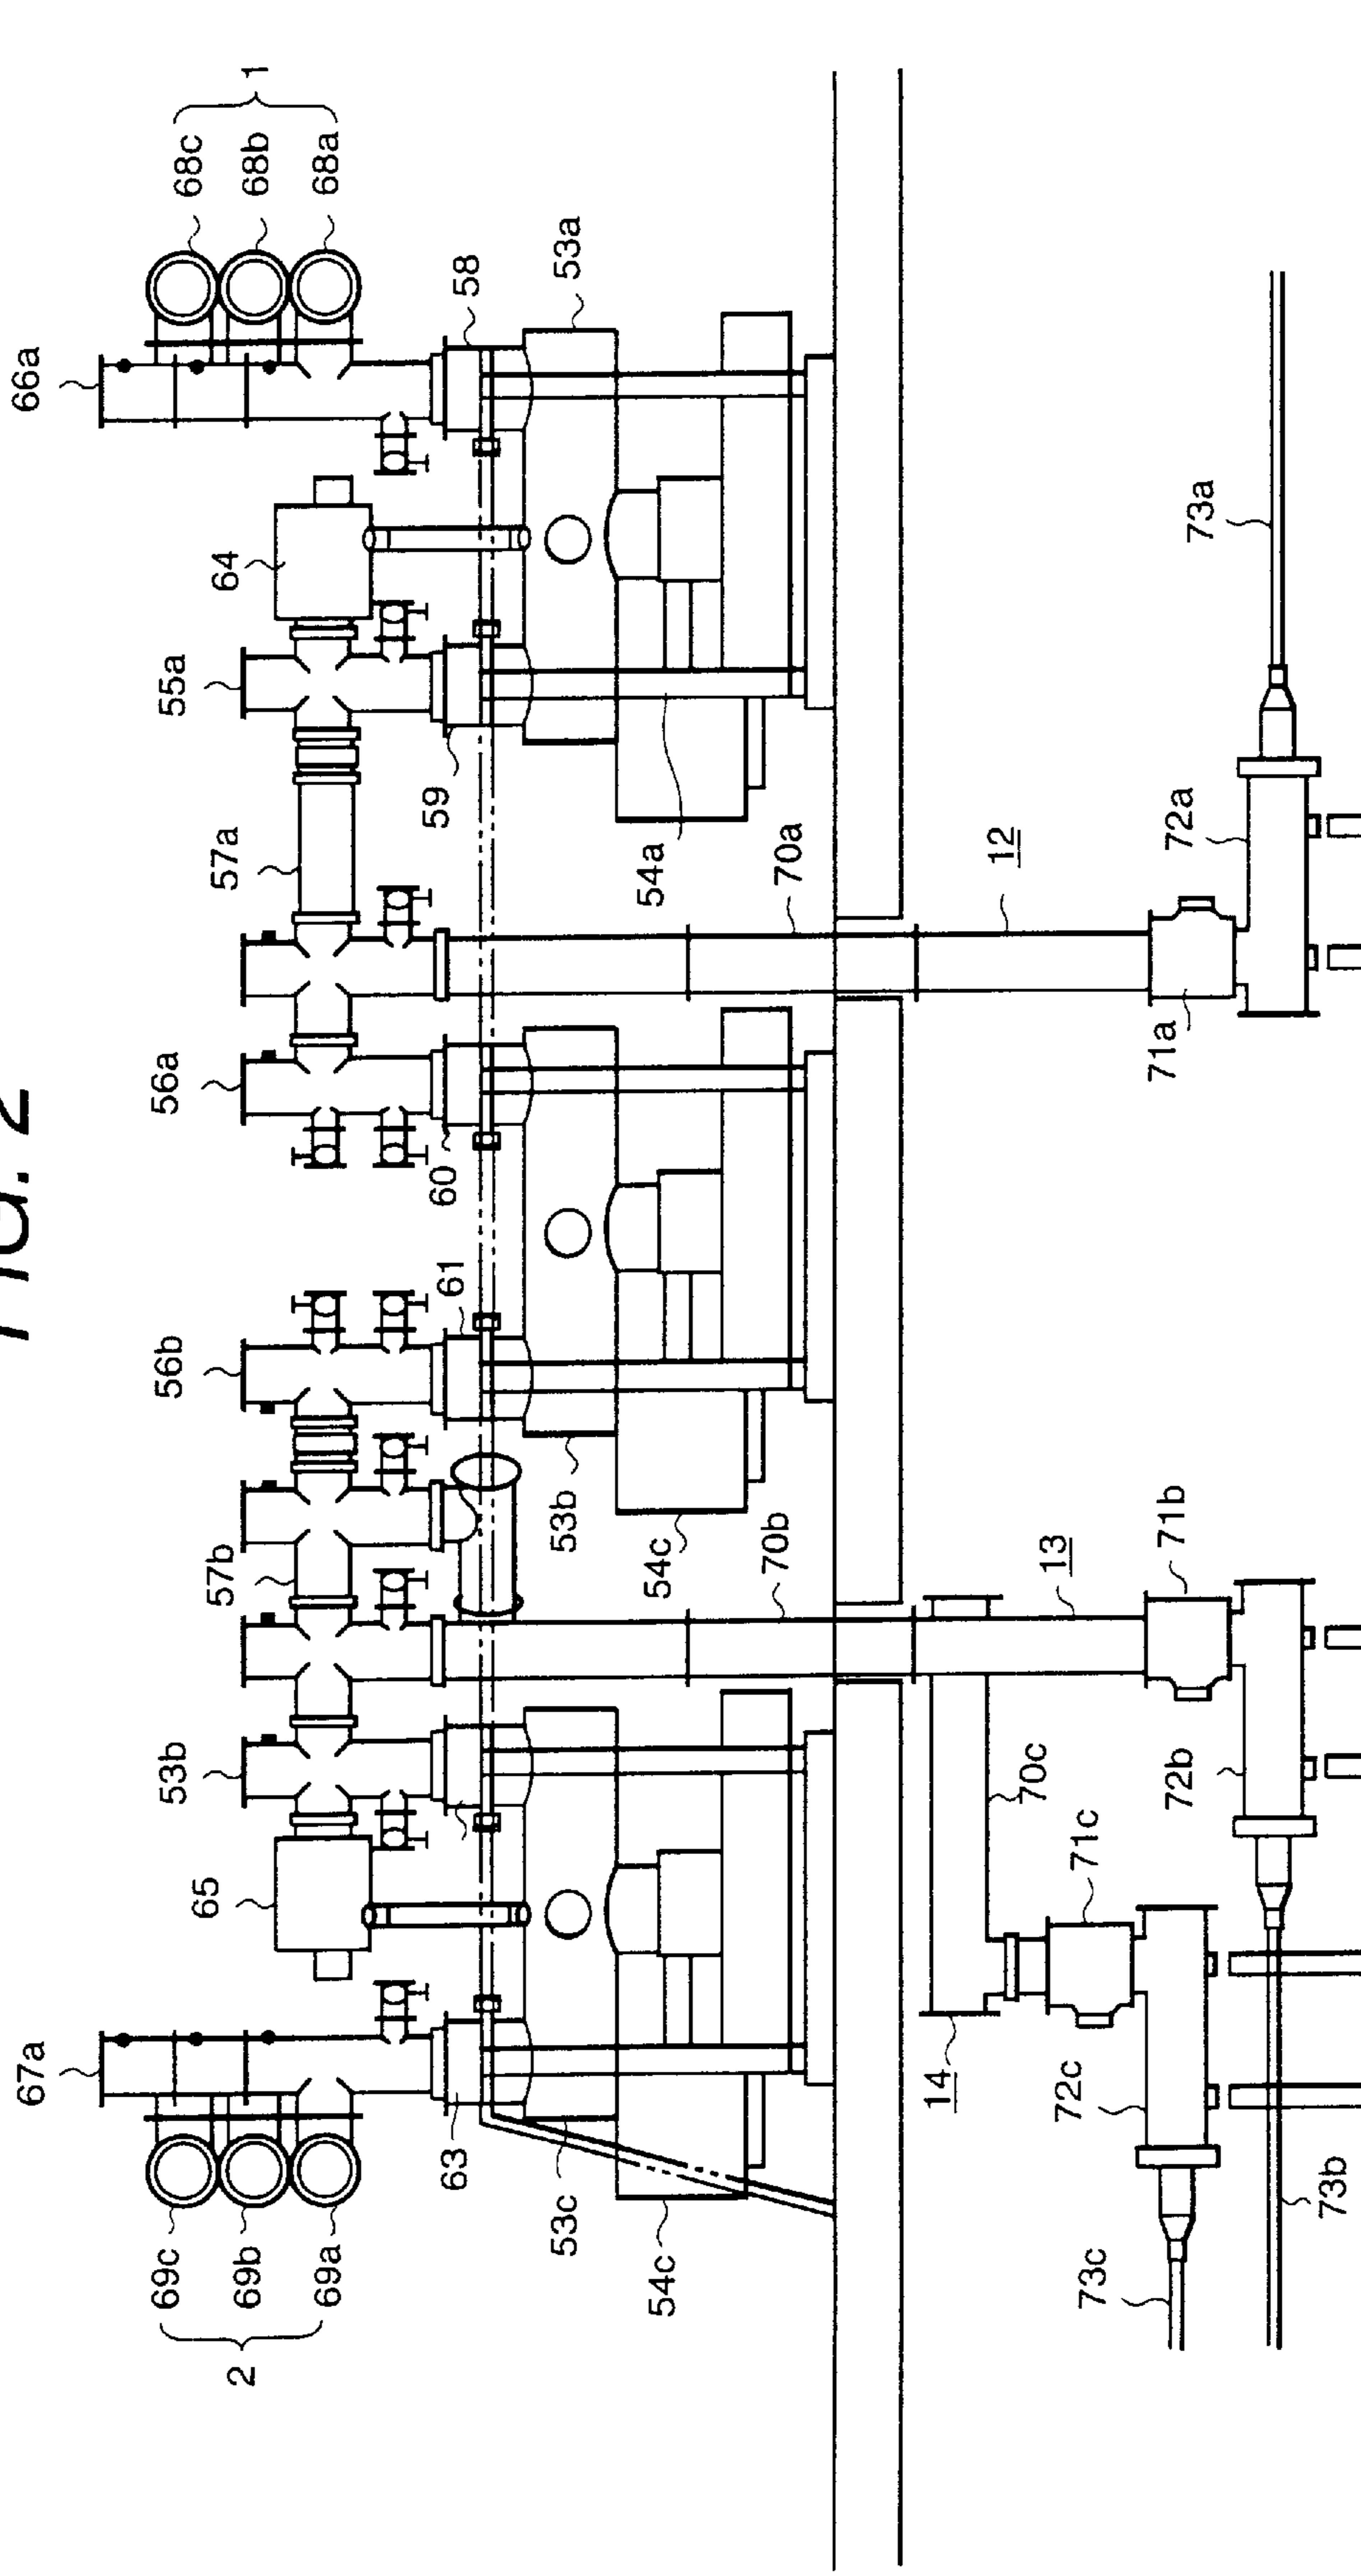 FIG. 2
67a
66a
69c
69b
69a
2
65
53b
57b
56b
56a
57a
55a
64
68c
68b
68a
1
63
61
60
59
58
53c
54c
53b
54c
70b
54a
70a
53a
14
70c
13
12
72c
71c
73c
72b
71b
71a
72a
73a
73b